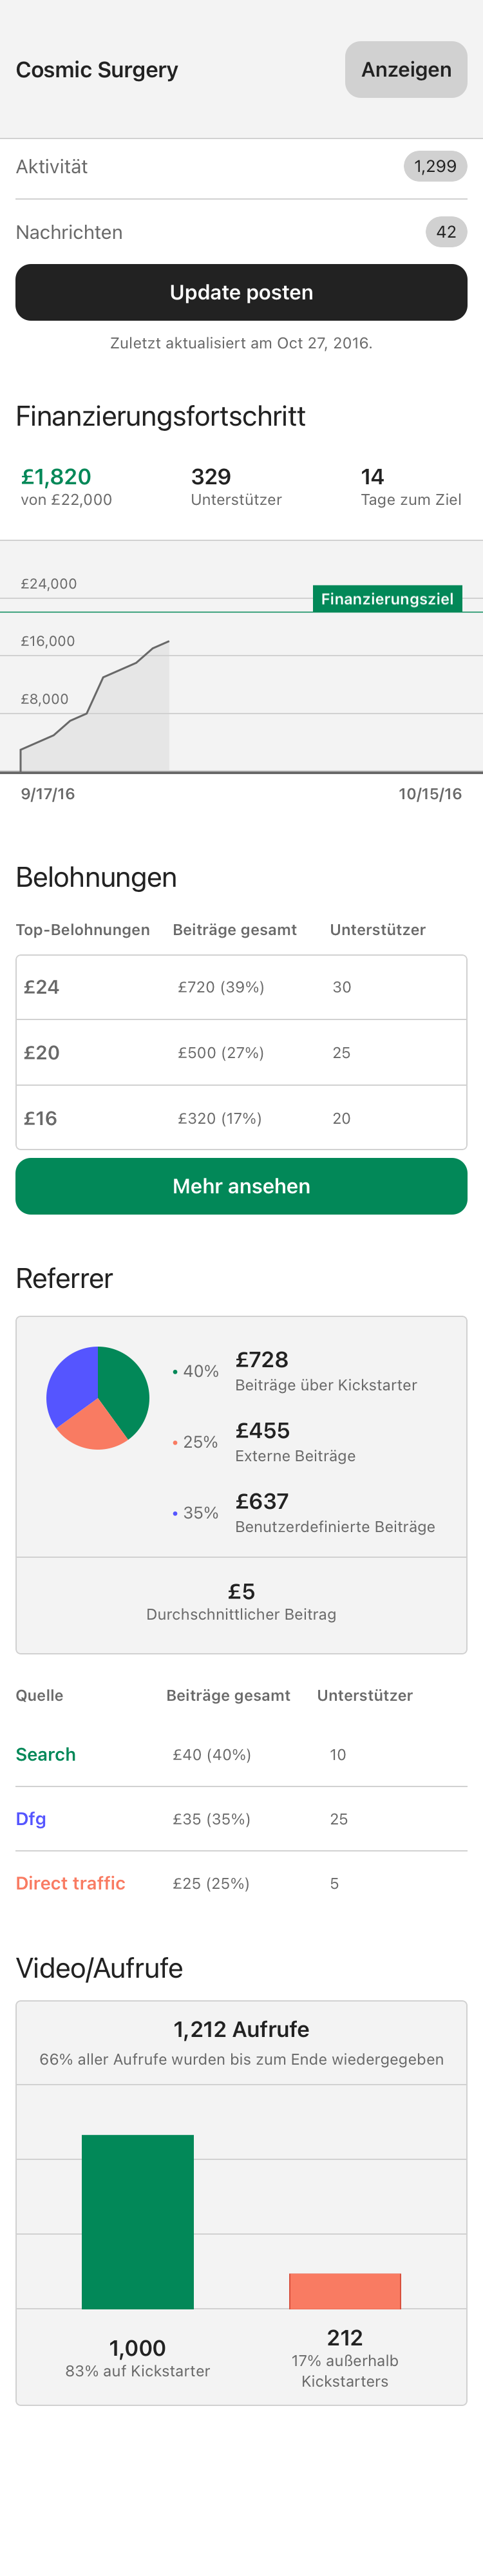 Cosmic Surgery
Anzeigen
Aktivität
1,299
Nachrichten
42
Update posten
Zuletzt aktualisiert am Oct 27, 2016.
Finanzierungsfortschritt
£1,820
von £22,000
329
Unterstützer
14
Tage zum Ziel
£24,000
Finanzierungsziel
£16,000
£8,000
9/17/16
10/15/16
Belohnungen
Top-Belohnungen Beiträge gesamt Unterstützer
£24 £720 (39%) 30
£20 £500 (27%) 25
£16 £320 (17%) 20
Mehr ansehen
Referrer
• 40%
£728
Beiträge über Kickstarter
• 25%
£455
Externe Beiträge
• 35%
£637
Benutzerdefinierte Beiträge
£5
Durchschnittlicher Beitrag
Quelle Beiträge gesamt Unterstützer
Search £40 (40%) 10
Dfg £35 (35%) 25
Direct traffic £25 (25%) 5
Video/Aufrufe
1,212 Aufrufe
66% aller Aufrufe wurden bis zum Ende wiedergegeben
1,000
83% auf Kickstarter
212
17% außerhalb
Kickstarters